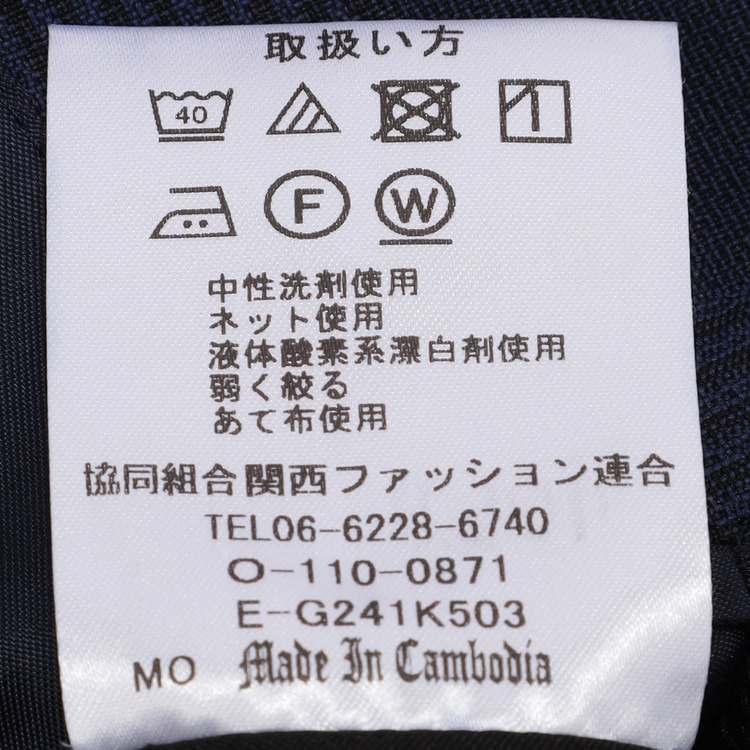 取扱い方
40
F
W
中性洗剤使用
ネット使用
液体酸素系漂白剤使用
弱く絞る
あて布使用
協同組合関西ファッション連合
TEL06-6228-6740
O-110-0871
E-G241K503
MO Made In Cambodia